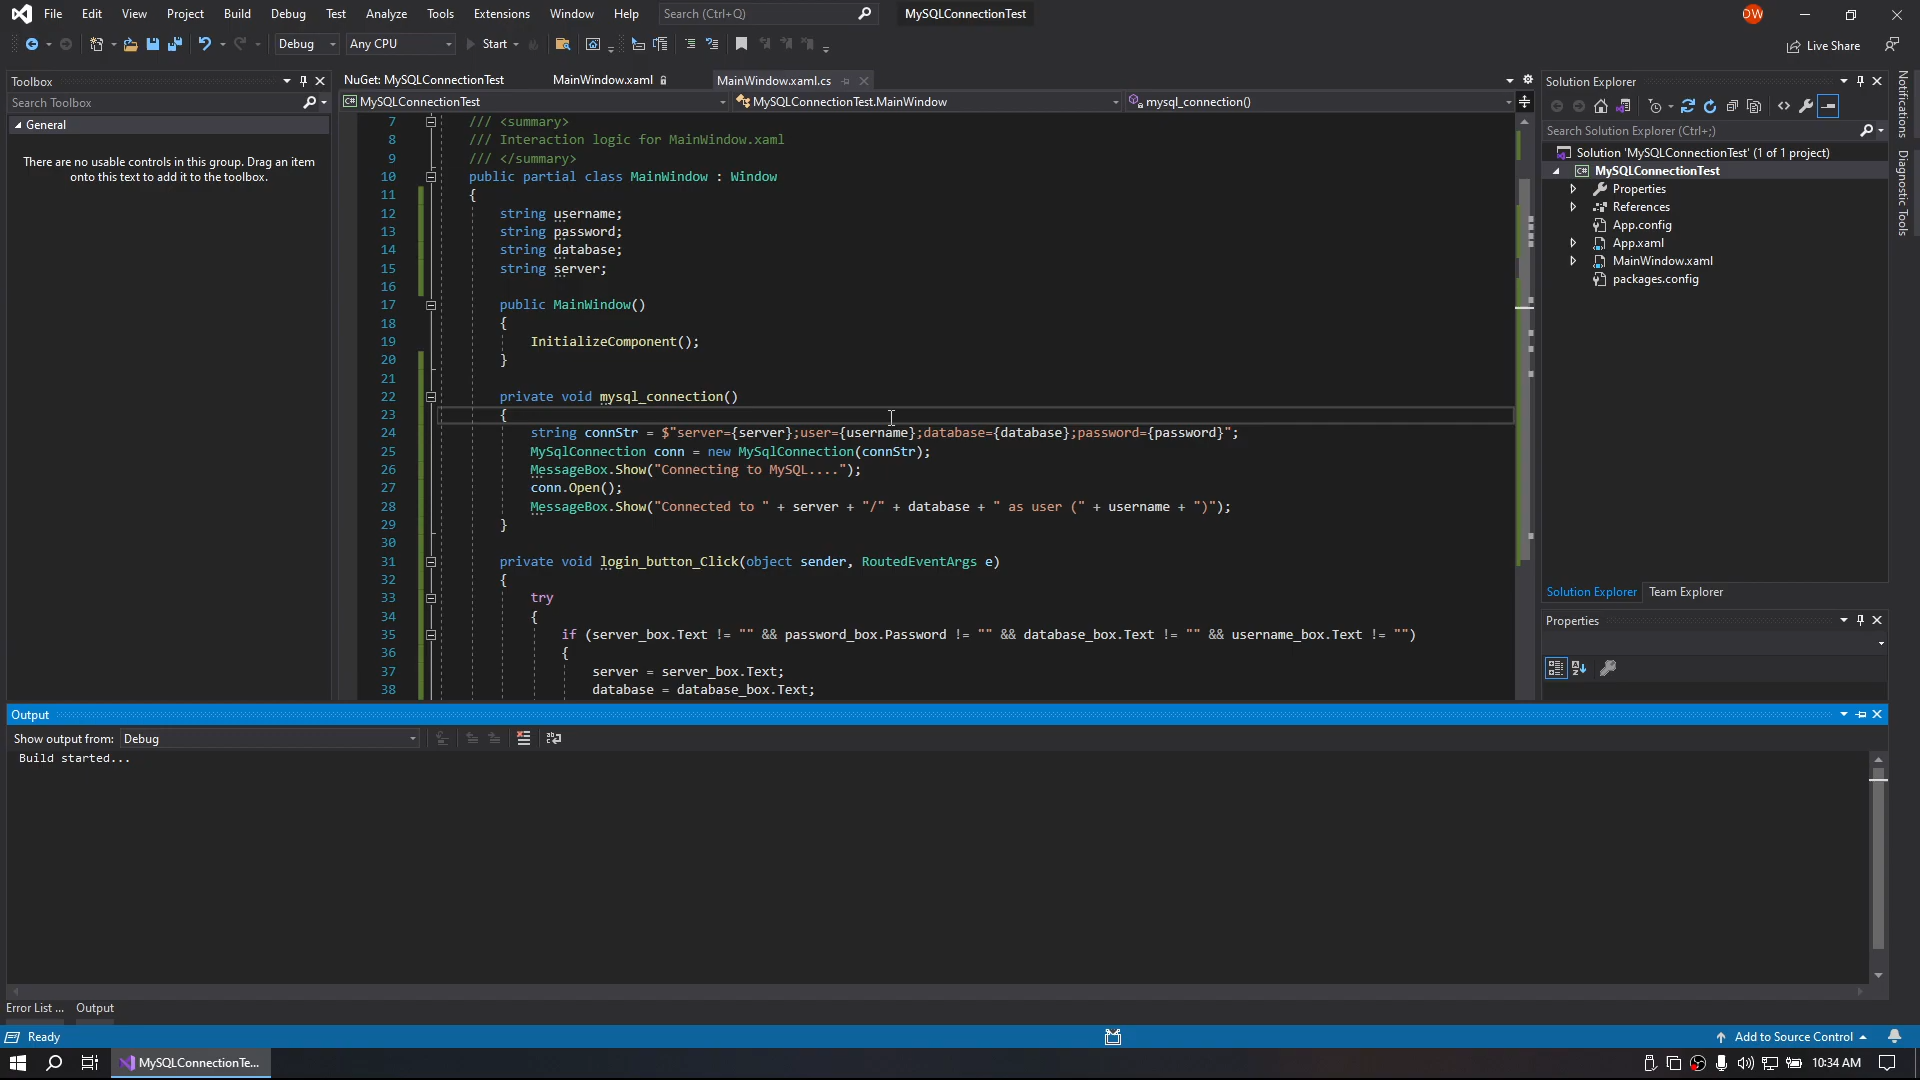 File Edit View Project Build Debug Test Analyze Tools Extensions Window Help Search (Ctrl+Q) MySQLConnectionTest DW
Debug Any CPU Start Live Share
Toolbox
Search Toolbox
General
There are no usable controls in this group. Drag an item
onto this text to add it to the toolbox.
NuGet: MySQLConnectionTest MainWindow.xaml MainWindow.xaml.cs
MySQLConnectionTest MySQLConnectionTest.MainWindow mysql_connection()
7 /// <summary>
8 /// Interaction logic for MainWindow.xaml
9 /// </summary>
10 public partial class MainWindow : Window
11 {
12 string username;
13 string password;
14 string database;
15 string server;
16
17 public MainWindow()
18 {
19 InitializeComponent();
20 }
21
22 private void mysql_connection()
23 {
24 string connStr = $"server={server};user={username};database={database};password={password}";
25 MySqlConnection conn = new MySqlConnection(connStr);
26 MessageBox.Show("Connecting to MySQL....");
27 conn.Open();
28 MessageBox.Show("Connected to " + server + "/" + database + " as user (" + username + ")");
29 }
30
31 private void login_button_Click(object sender, RoutedEventArgs e)
32 {
33 try
34 {
35 if (server_box.Text != "" && password_box.Password != "" && database_box.Text != "" && username_box.Text != "")
36 {
37 server = server_box.Text;
38 database = database_box.Text;
Solution Explorer
Search Solution Explorer (Ctrl+;)
Solution 'MySQLConnectionTest' (1 of 1 project)
MySQLConnectionTest
Properties
References
App.config
App.xaml
MainWindow.xaml
packages.config
Solution Explorer Team Explorer
Properties
Notifications
Diagnostic Tools
Output
Show output from: Debug
Build started...
Error List ... Output
Ready Add to Source Control
MySQLConnectionTe... 10:34 AM